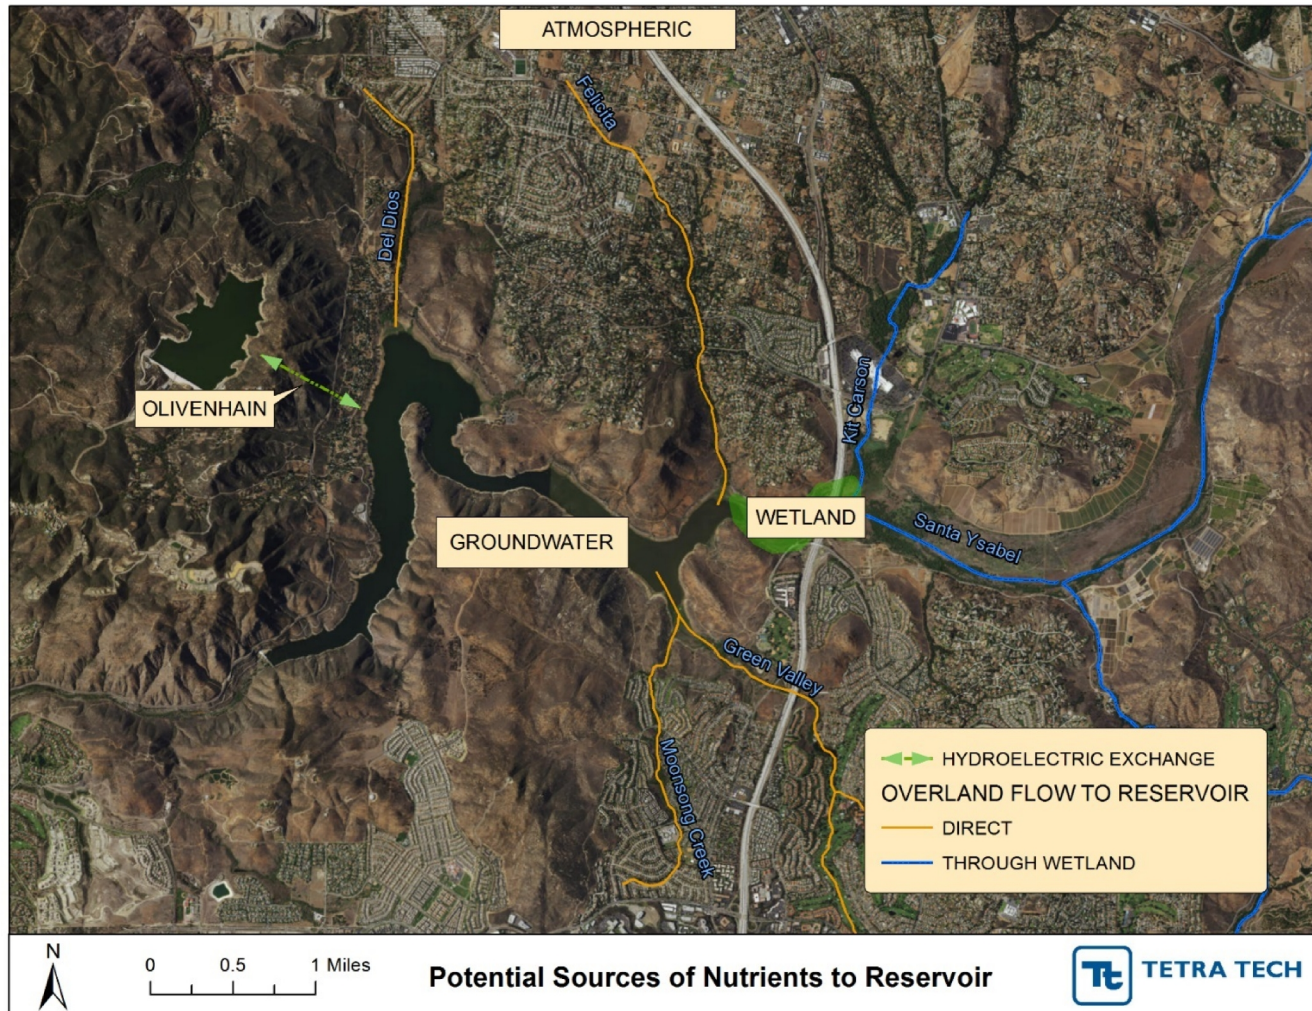 ATMOSPHERIC
Felicita
Del Dios
OLIVENHAIN
Kit Carson
GROUNDWATER
WETLAND
Santa Ysabel
Green Valley
Moonsong Creek
HYDROELECTRIC EXCHANGE
OVERLAND FLOW TO RESERVOIR
DIRECT
THROUGH WETLAND
N
0 0.5 1 Miles
Potential Sources of Nutrients to Reservoir
Tt TETRA TECH